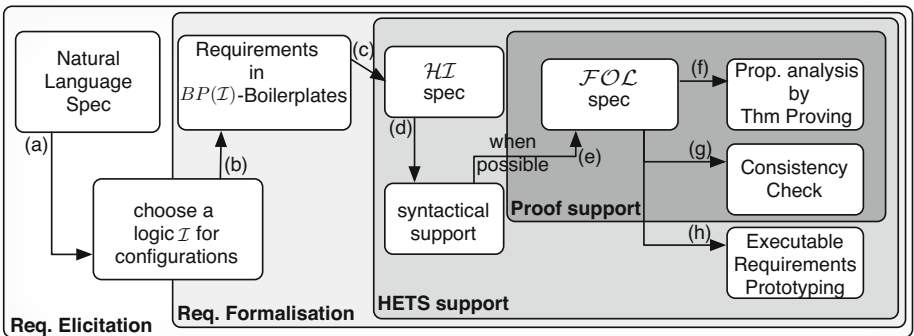 Natural
Language
Spec
(a)
choose a
logic 𝓘 for
configurations
(b)
Requirements
in
BP(𝓘)-Boilerplates
(c)
𝓗𝓘
spec
(d)
syntactical
support
when
possible
(e)
𝓕𝓞𝓛
spec
(f)
Prop. analysis
by
Thm Proving
(g)
Consistency
Check
(h)
Executable
Requirements
Prototyping
Proof support
HETS support
Req. Formalisation
Req. Elicitation